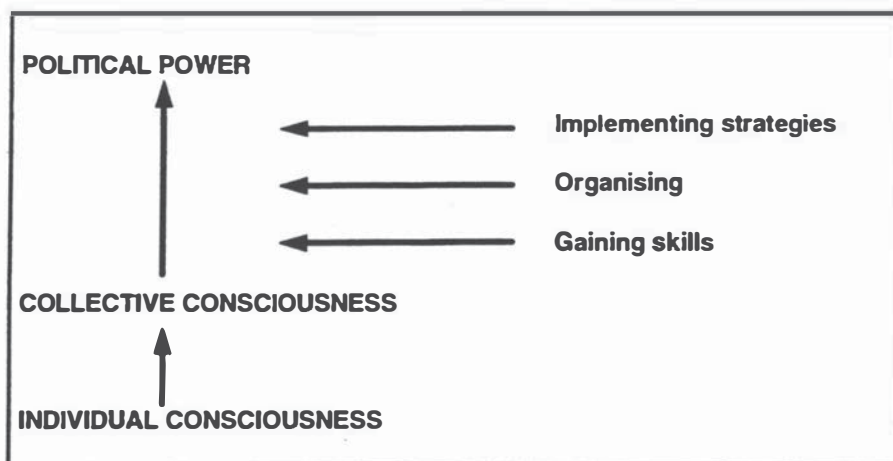 POLITICAL POWER
Implementing strategies
Organising
Gaining skills
COLLECTIVE CONSCIOUSNESS
INDIVIDUAL CONSCIOUSNESS